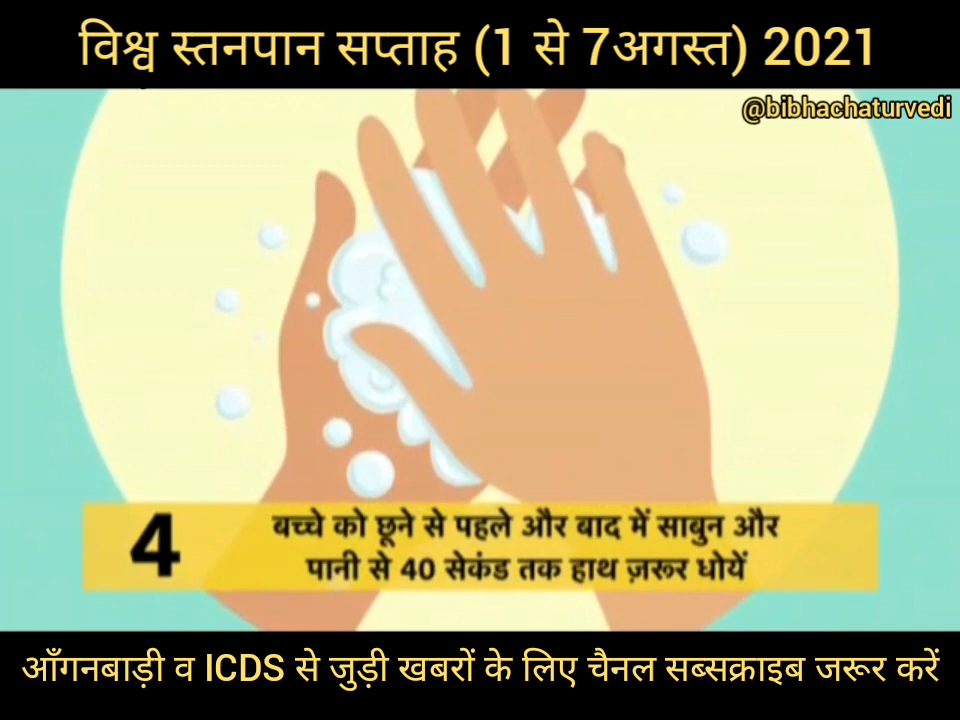 विश्व स्तनपान सप्ताह (1 से 7अगस्त) 2021
@bibhachaturvedi
4
बच्चे को छूने से पहले और बाद में साबुन और
पानी से 40 सेकंड तक हाथ ज़रूर धोयें
आँगनबाड़ी व ICDS से जुड़ी खबरों के लिए चैनल सब्सक्राइब जरूर करें